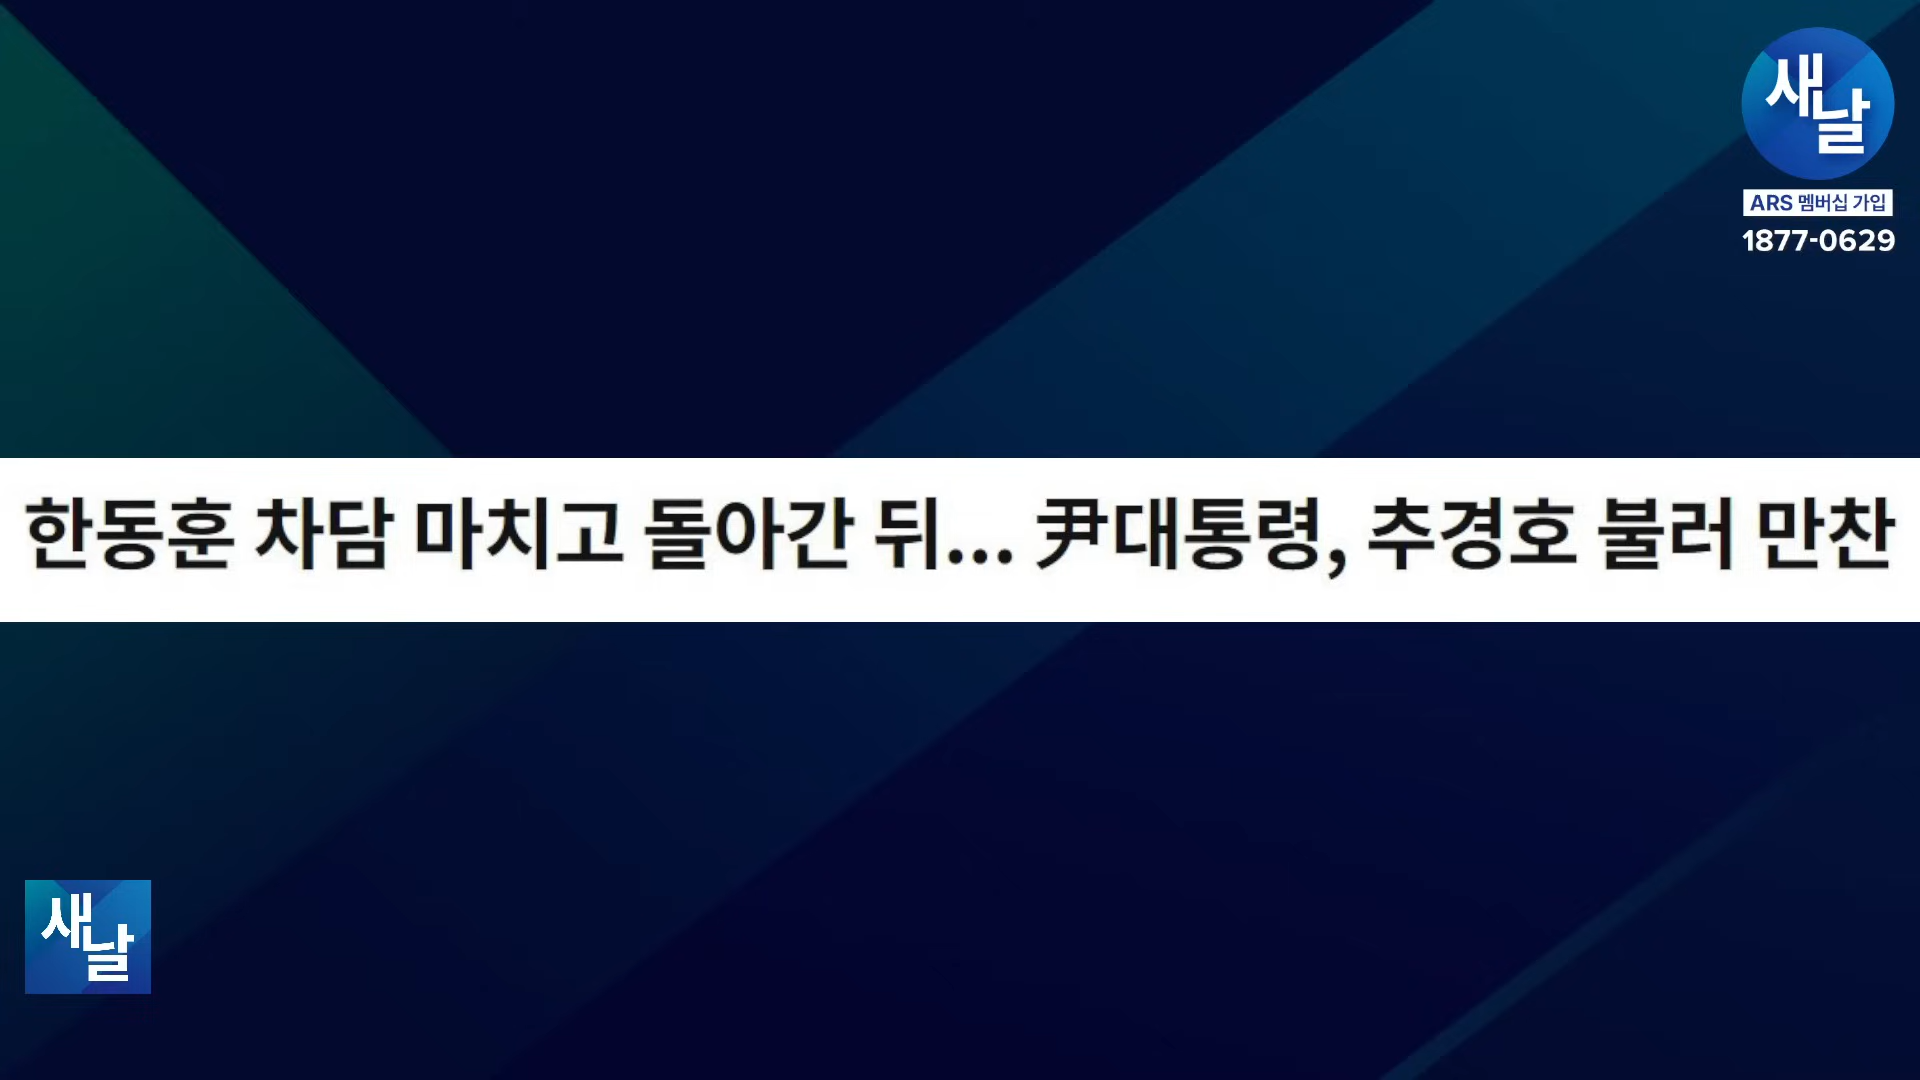 새날
ARS 멤버십 가입
1877-0629
한동훈 차담 마치고 돌아간 뒤... 尹대통령, 추경호 불러 만찬
새날